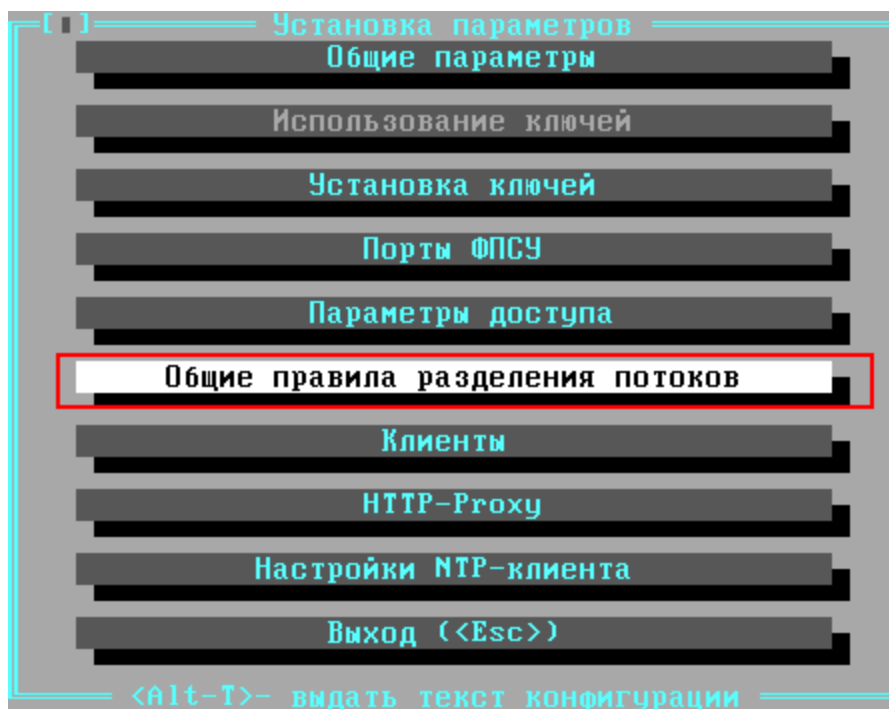 [▮] Установка параметров
Общие параметры
Использование ключей
Установка ключей
Порты ФПСУ
Параметры доступа
Общие правила разделения потоков
Клиенты
HTTP-Proxy
Настройки NTP-клиента
Выход (<Esc>)
<Alt-T>- выдать текст конфигурации